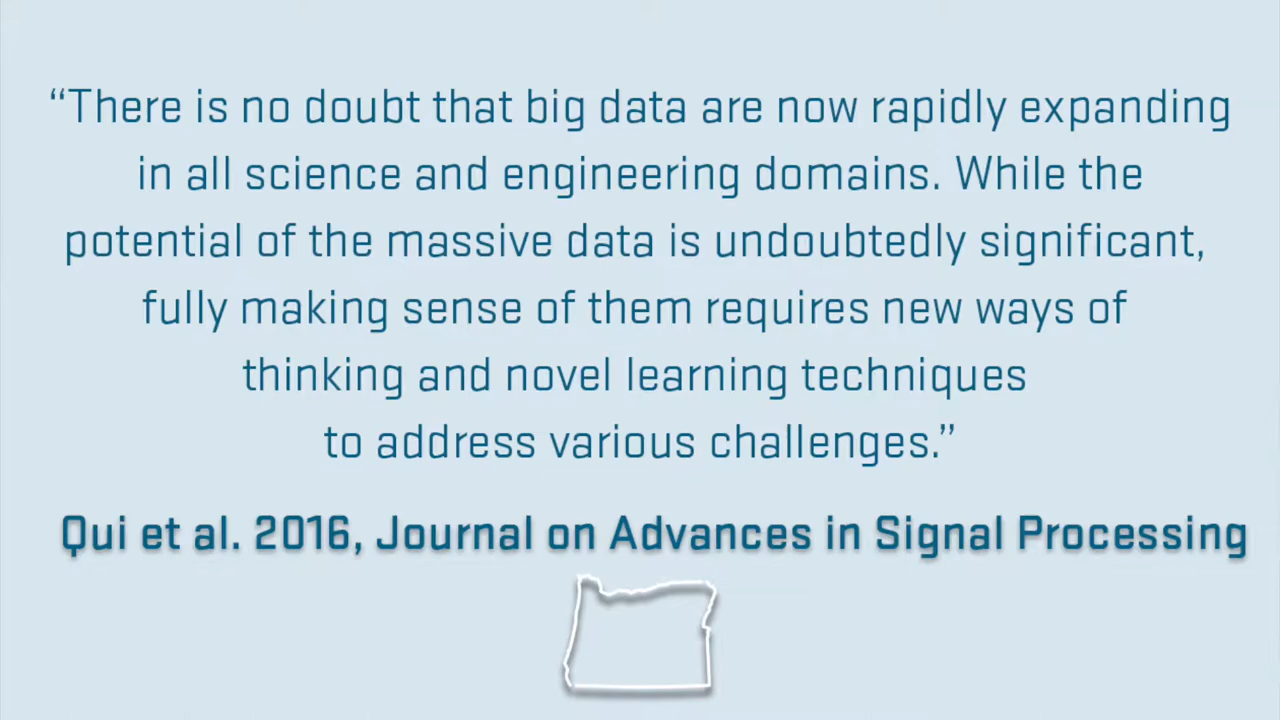 “There is no doubt that big data are now rapidly expanding
in all science and engineering domains. While the
potential of the massive data is undoubtedly significant,
fully making sense of them requires new ways of
thinking and novel learning techniques
to address various challenges.”
Qui et al. 2016, Journal on Advances in Signal Processing